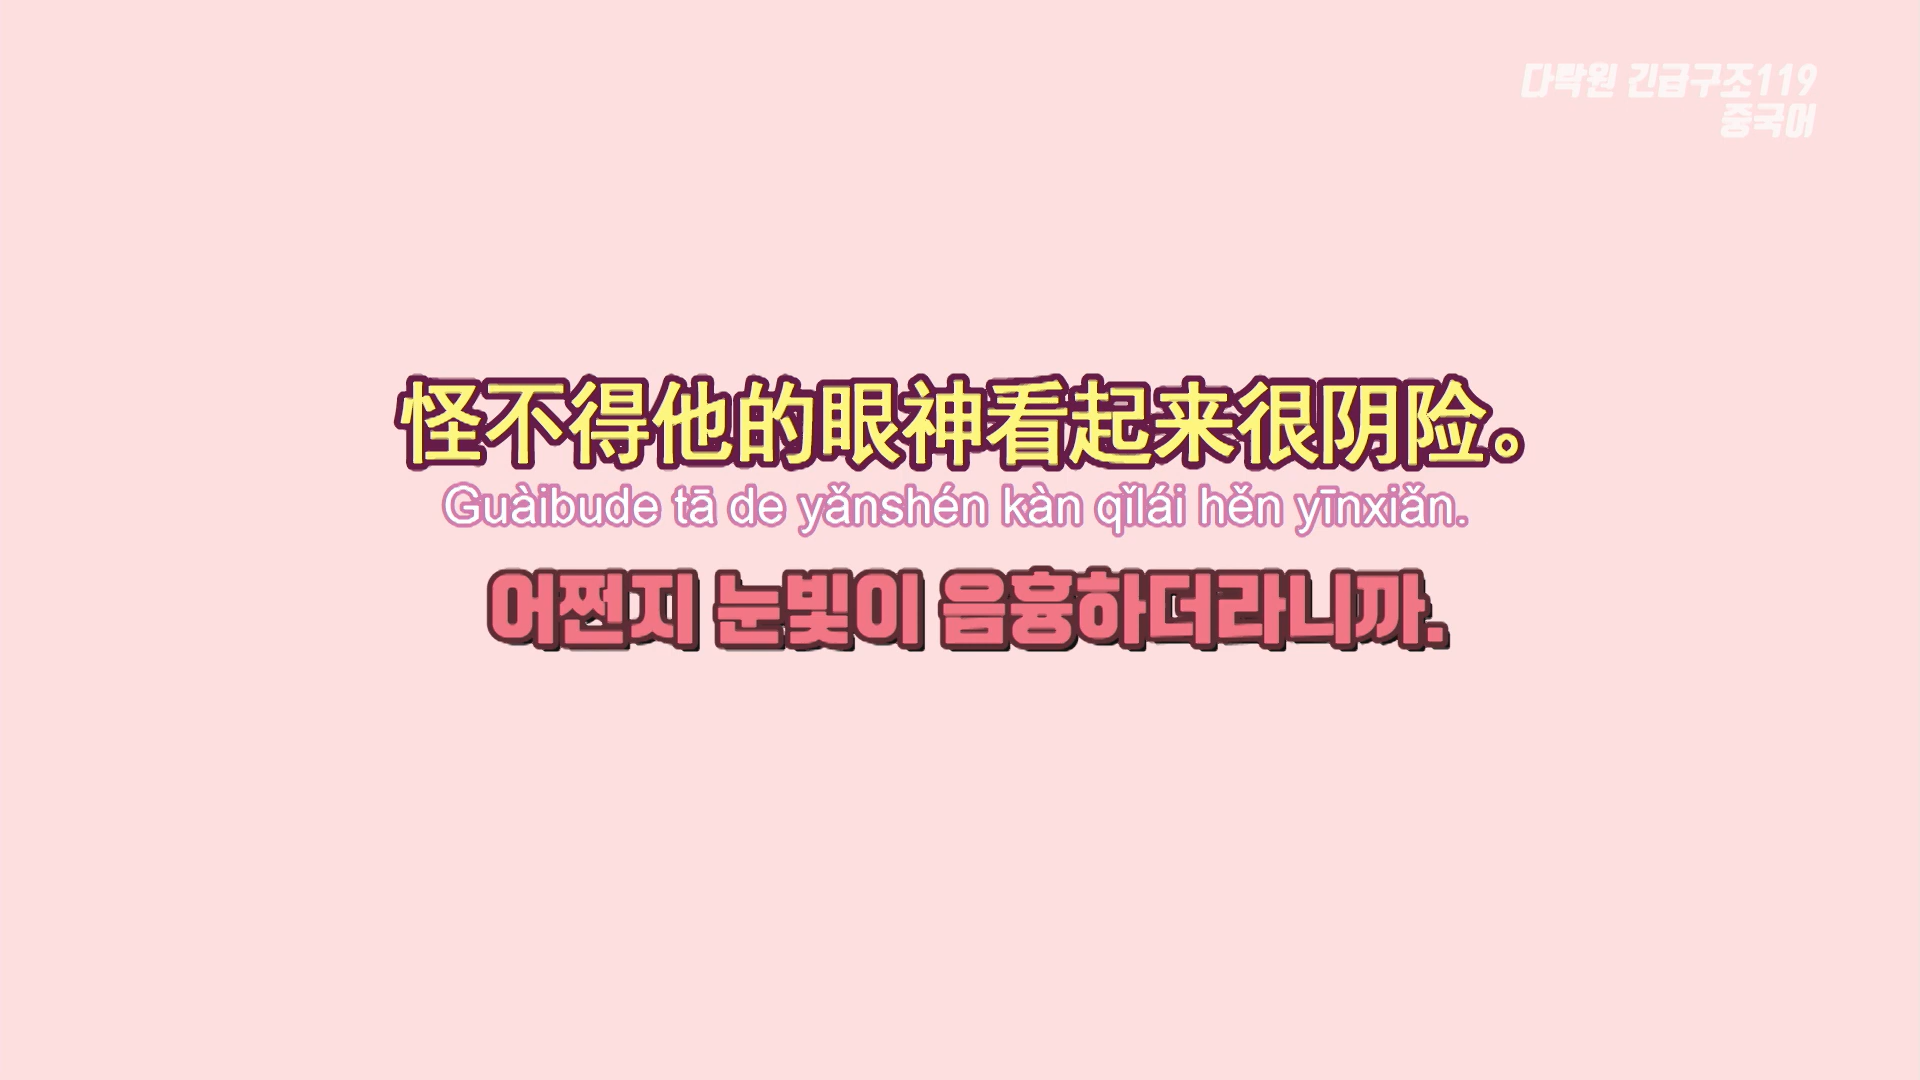 다락원 긴급구조119
중국어
怪不得他的眼神看起来很阴险。
Guàibude tā de yǎnshén kàn qǐlái hěn yīnxiǎn.
어쩐지 눈빛이 음흉하더라니까.